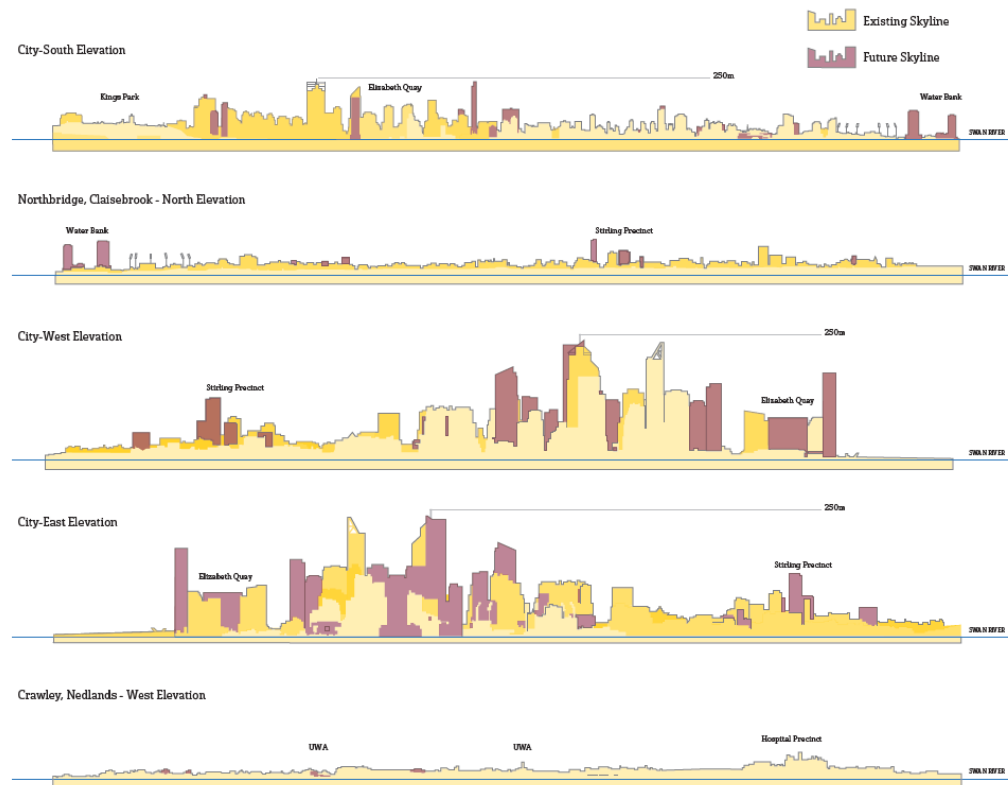 Existing Skyline
Future Skyline
City-South Elevation
250m
Kings Park
Elisabeth Quay
Water Bank
SWAN RIVER
Northbridge, Claisebrook - North Elevation
Water Bank
Stirling Precinct
SWAN RIVER
City-West Elevation
250m
Stirling Precinct
Elizabeth Quay
SWAN RIVER
City-East Elevation
250m
Elizabeth Quay
Stirling Precinct
SWAN RIVER
Crawley, Nedlands - West Elevation
UWA
UWA
Hospital Precinct
SWAN RIVER